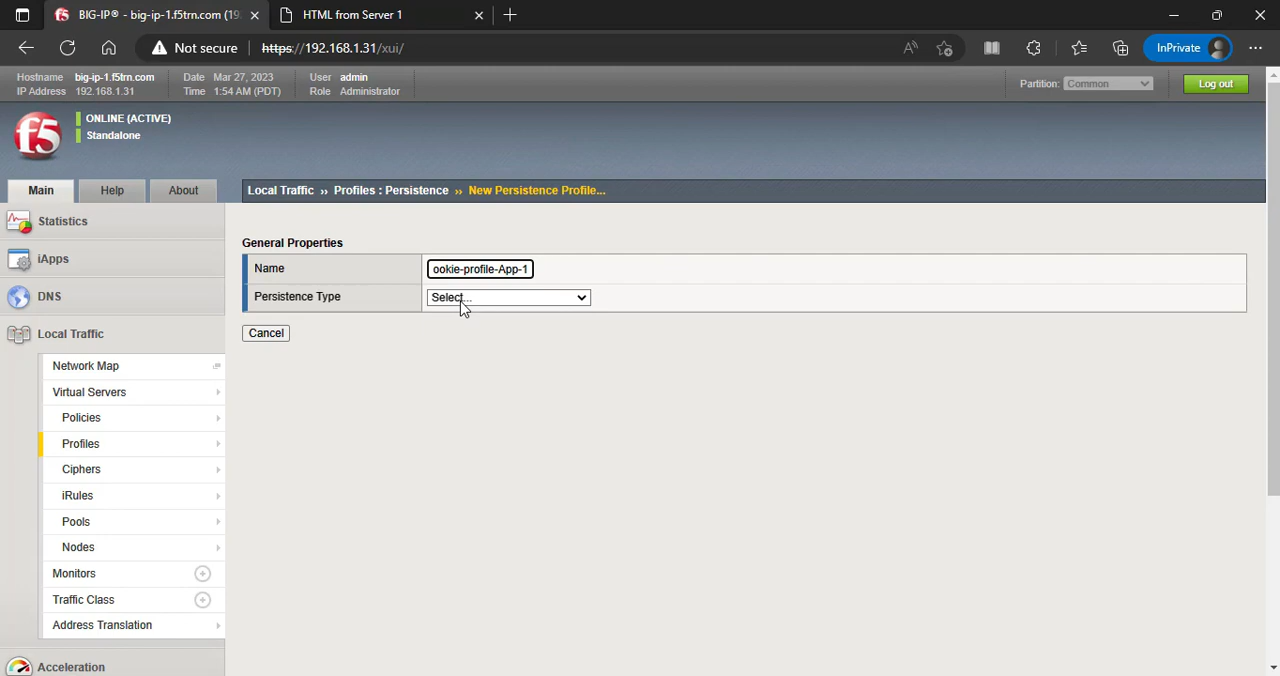 BIG-IP® - big-ip-1.f5trn.com (19
HTML from Server 1
Not secure
https://192.168.1.31/xui/
InPrivate
Hostname big-ip-1.f5trn.com
IP Address 192.168.1.31
Date Mar 27, 2023
Time 1:54 AM (PDT)
User admin
Role Administrator
Partition: Common
Log out
f5
ONLINE (ACTIVE)
Standalone
Main
Help
About
Local Traffic ›› Profiles : Persistence ›› New Persistence Profile...
Statistics
iApps
DNS
Local Traffic
Network Map
Virtual Servers
Policies
Profiles
Ciphers
iRules
Pools
Nodes
Monitors
Traffic Class
Address Translation
Acceleration
General Properties
Name ookie-profile-App-1
Persistence Type Select...
Cancel